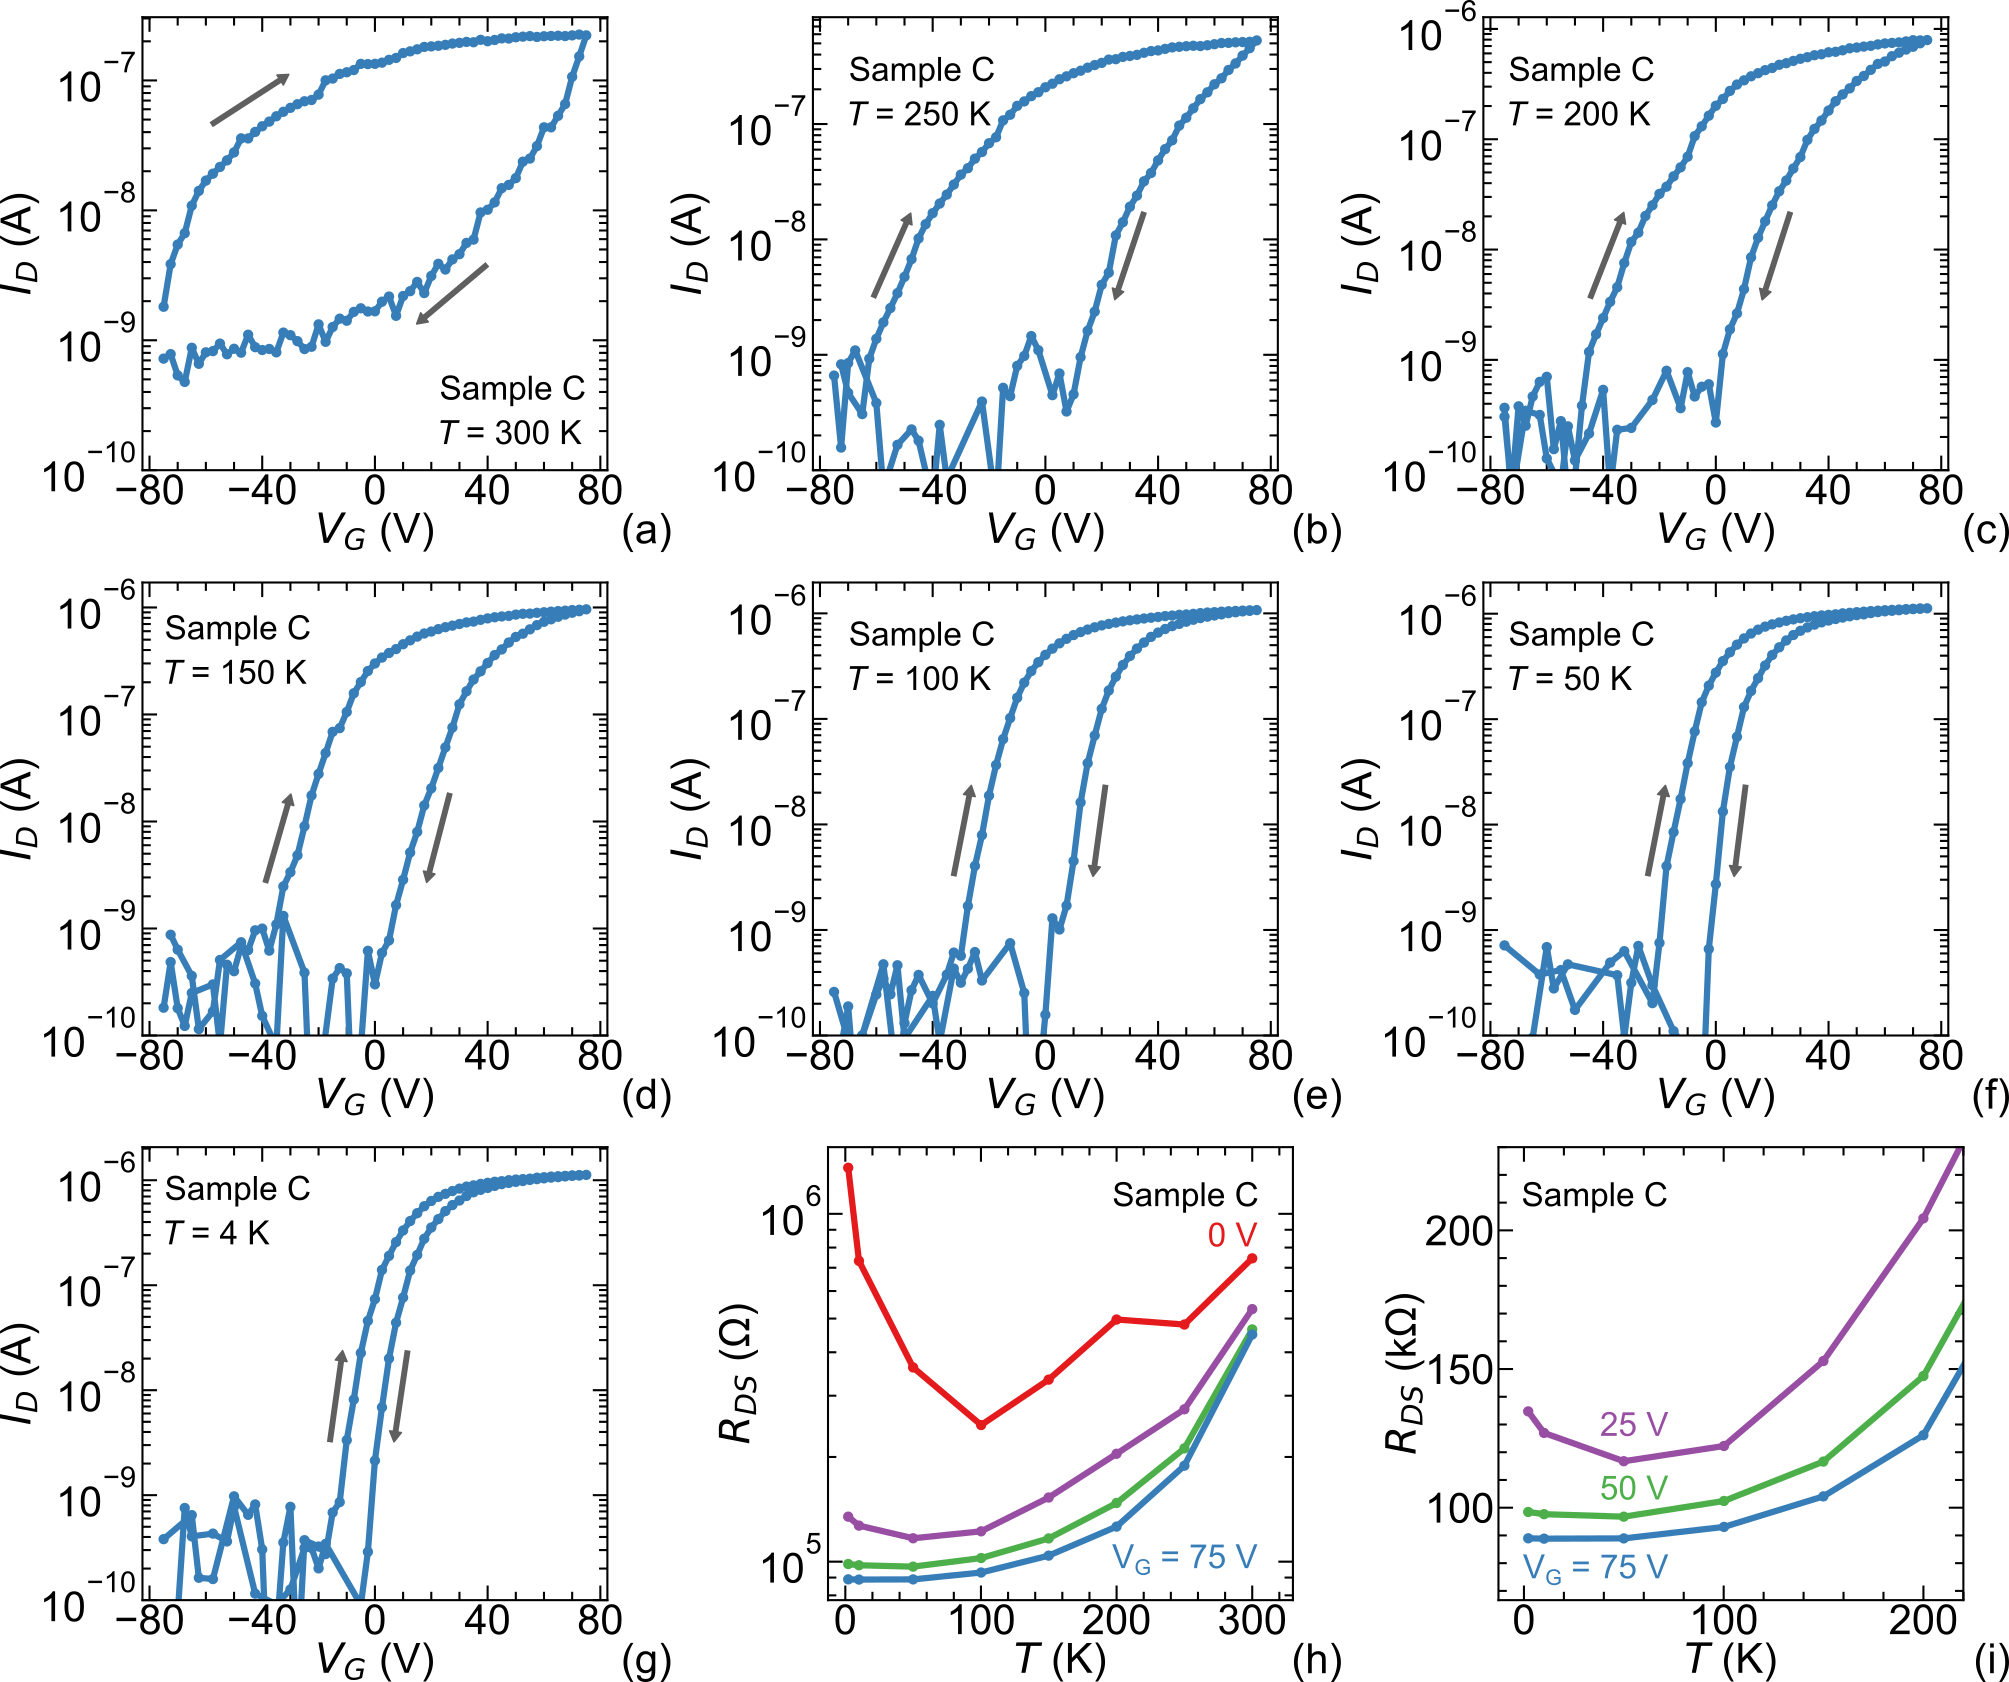 10⁻⁷
10⁻⁸
10⁻⁹
10⁻¹⁰
I_D (A)
Sample C
T = 300 K
−80 −40 0 40 80
V_G (V)
(a)
10⁻⁷
10⁻⁸
10⁻⁹
10⁻¹⁰
I_D (A)
Sample C
T = 250 K
−80 −40 0 40 80
V_G (V)
(b)
10⁻⁶
10⁻⁷
10⁻⁸
10⁻⁹
10⁻¹⁰
I_D (A)
Sample C
T = 200 K
−80 −40 0 40 80
V_G (V)
(c)
10⁻⁶
10⁻⁷
10⁻⁸
10⁻⁹
10⁻¹⁰
I_D (A)
Sample C
T = 150 K
−80 −40 0 40 80
V_G (V)
(d)
10⁻⁶
10⁻⁷
10⁻⁸
10⁻⁹
10⁻¹⁰
I_D (A)
Sample C
T = 100 K
−80 −40 0 40 80
V_G (V)
(e)
10⁻⁶
10⁻⁷
10⁻⁸
10⁻⁹
10⁻¹⁰
I_D (A)
Sample C
T = 50 K
−80 −40 0 40 80
V_G (V)
(f)
10⁻⁶
10⁻⁷
10⁻⁸
10⁻⁹
10⁻¹⁰
I_D (A)
Sample C
T = 4 K
−80 −40 0 40 80
V_G (V)
(g)
10⁶
10⁵
R_DS (Ω)
Sample C
0 V
V_G = 75 V
0 100 200 300
T (K)
(h)
200
150
100
R_DS (kΩ)
Sample C
25 V
50 V
V_G = 75 V
0 100 200
T (K)
(i)